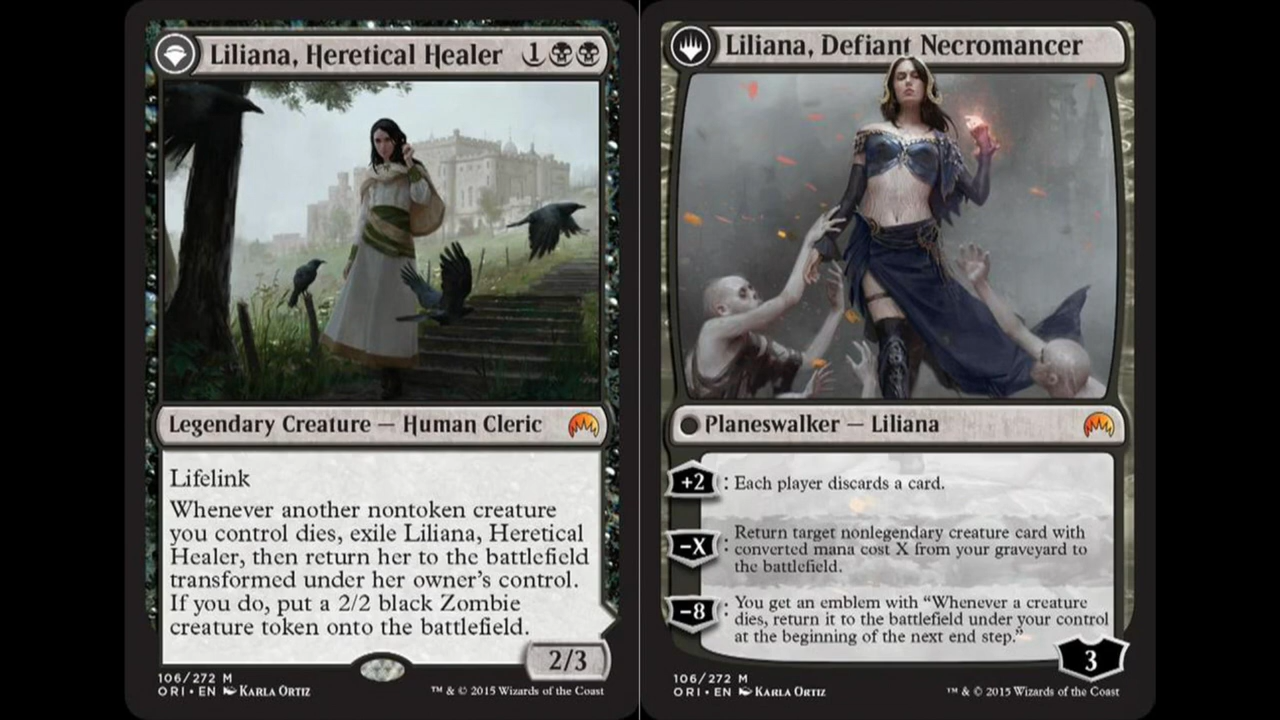 Liliana, Heretical Healer 1
Legendary Creature — Human Cleric
Lifelink
Whenever another nontoken creature
you control dies, exile Liliana, Heretical
Healer, then return her to the battlefield
transformed under her owner's control.
If you do, put a 2/2 black Zombie
creature token onto the battlefield.
2/3
106/272 M
ORI • EN KARLA ORTIZ
™ & © 2015 Wizards of the Coast
Liliana, Defiant Necromancer
Planeswalker — Liliana
+2 : Each player discards a card.
−X : Return target nonlegendary creature card with
converted mana cost X from your graveyard to
the battlefield.
−8 : You get an emblem with “Whenever a creature
dies, return it to the battlefield under your control
at the beginning of the next end step.”
3
106/272 M
ORI • EN KARLA ORTIZ
™ & © 2015 Wizards of the Coast